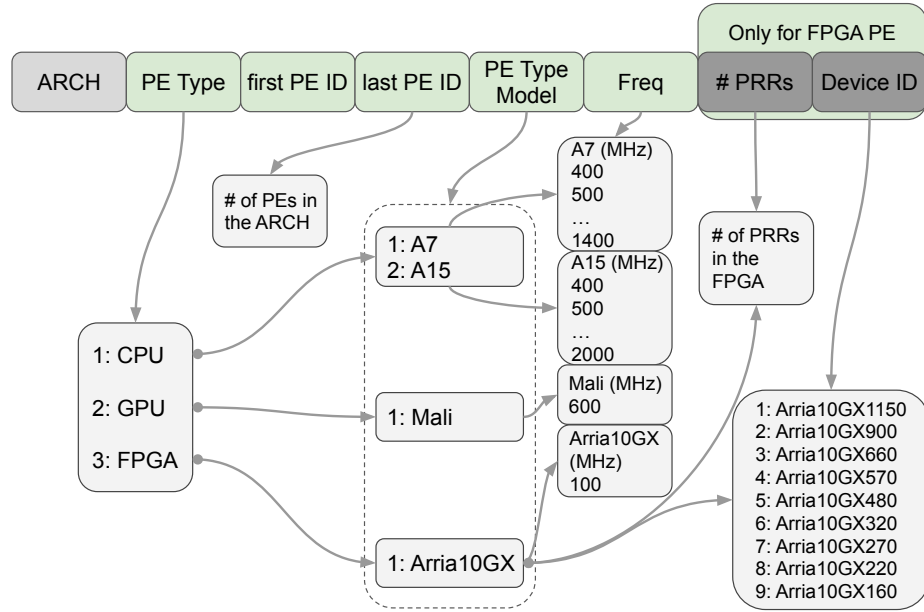 Only for FPGA PE
ARCH
PE Type
first PE ID
last PE ID
PE Type
Model
Freq
# PRRs
Device ID
# of PEs in
the ARCH
A7 (MHz)
400
500
...
1400
A15 (MHz)
400
500
...
2000
# of PRRs
in the
FPGA
1: A7
2: A15
1: CPU
2: GPU
3: FPGA
1: Mali
Mali (MHz)
600
Arria10GX
(MHz)
100
1: Arria10GX
1: Arria10GX1150
2: Arria10GX900
3: Arria10GX660
4: Arria10GX570
5: Arria10GX480
6: Arria10GX320
7: Arria10GX270
8: Arria10GX220
9: Arria10GX160